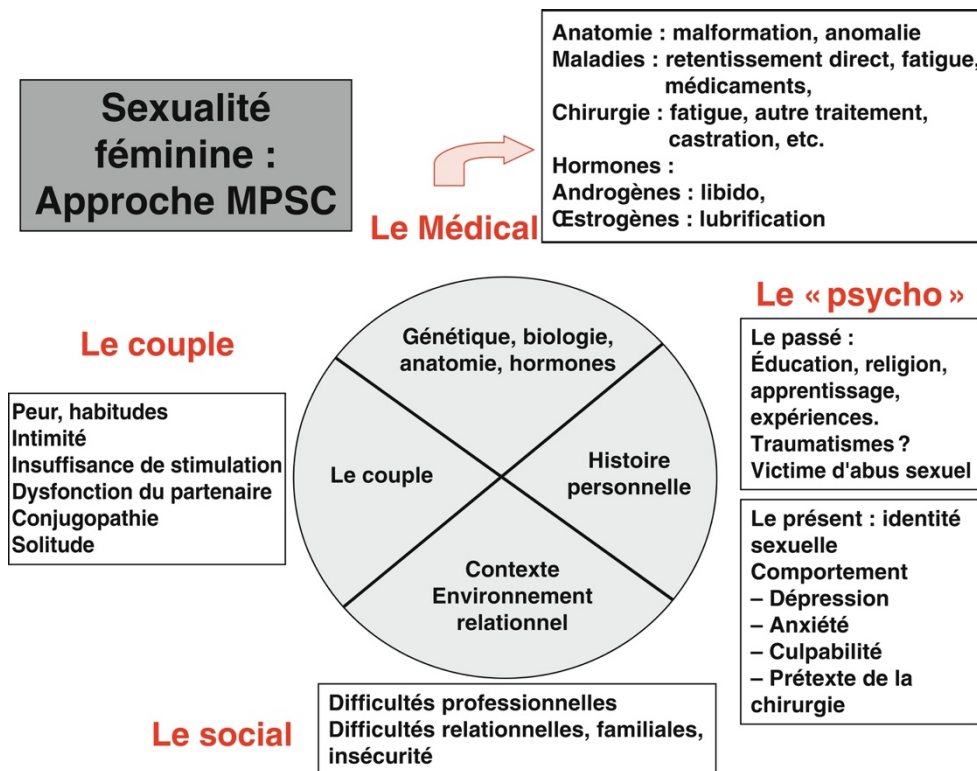 Sexualité
féminine :
Approche MPSC
Le Médical
Anatomie : malformation, anomalie
Maladies : retentissement direct, fatigue,
médicaments,
Chirurgie : fatigue, autre traitement,
castration, etc.
Hormones :
Androgènes : libido,
Œstrogènes : lubrification
Le couple
Peur, habitudes
Intimité
Insuffisance de stimulation
Dysfonction du partenaire
Conjugopathie
Solitude
Génétique, biologie,
anatomie, hormones
Le couple
Histoire
personnelle
Contexte
Environnement
relationnel
Le « psycho »
Le passé :
Éducation, religion,
apprentissage,
expériences.
Traumatismes ?
Victime d'abus sexuel
Le présent : identité
sexuelle
Comportement
– Dépression
– Anxiété
– Culpabilité
– Prétexte de la
chirurgie
Le social
Difficultés professionnelles
Difficultés relationnelles, familiales,
insécurité